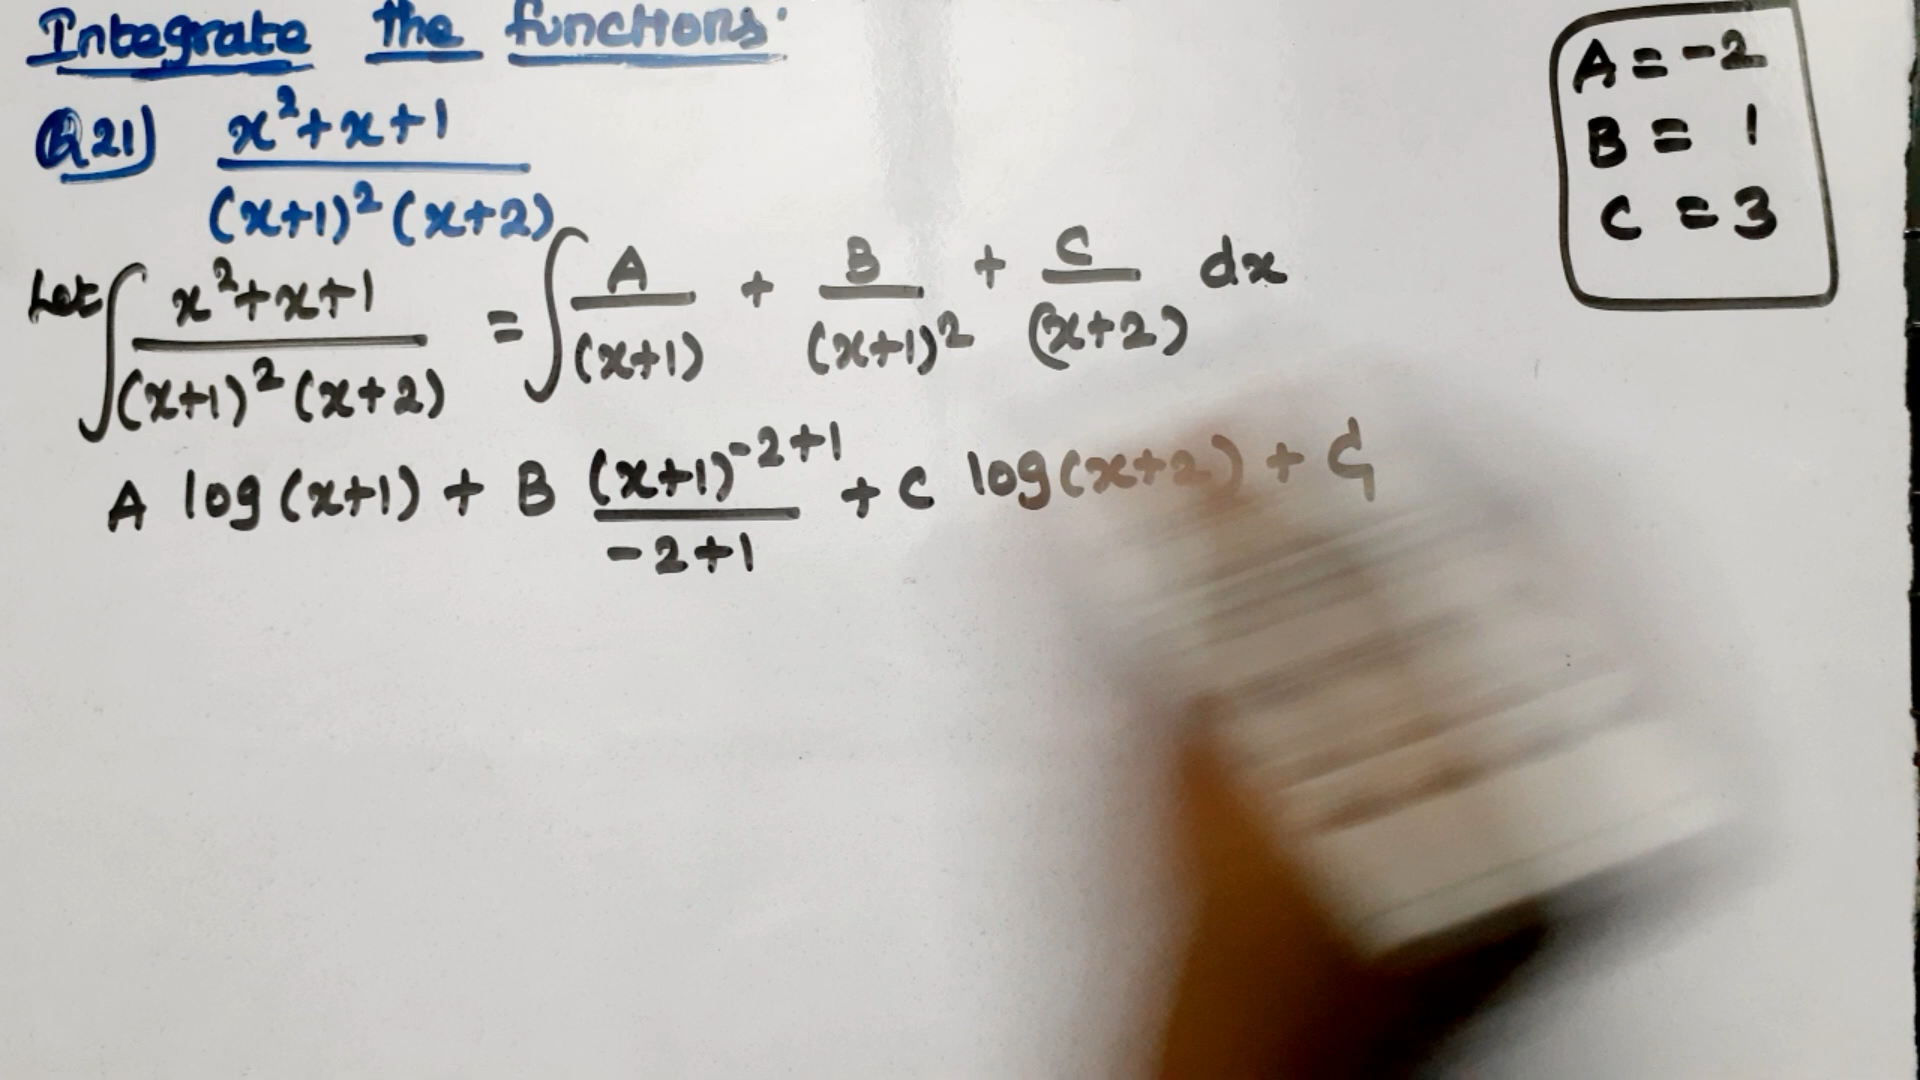 Integrate the functions.
Q21) x²+x+1
(x+1)² (x+2)
Let ∫ x²+x+1 / (x+1)² (x+2) = ∫ A / (x+1) + B / (x+1)² + C / (x+2) dx
A log (x+1) + B (x+1)⁻²⁺¹ / -2+1 + C log (x+2) + C₁
A = -2
B = 1
C = 3